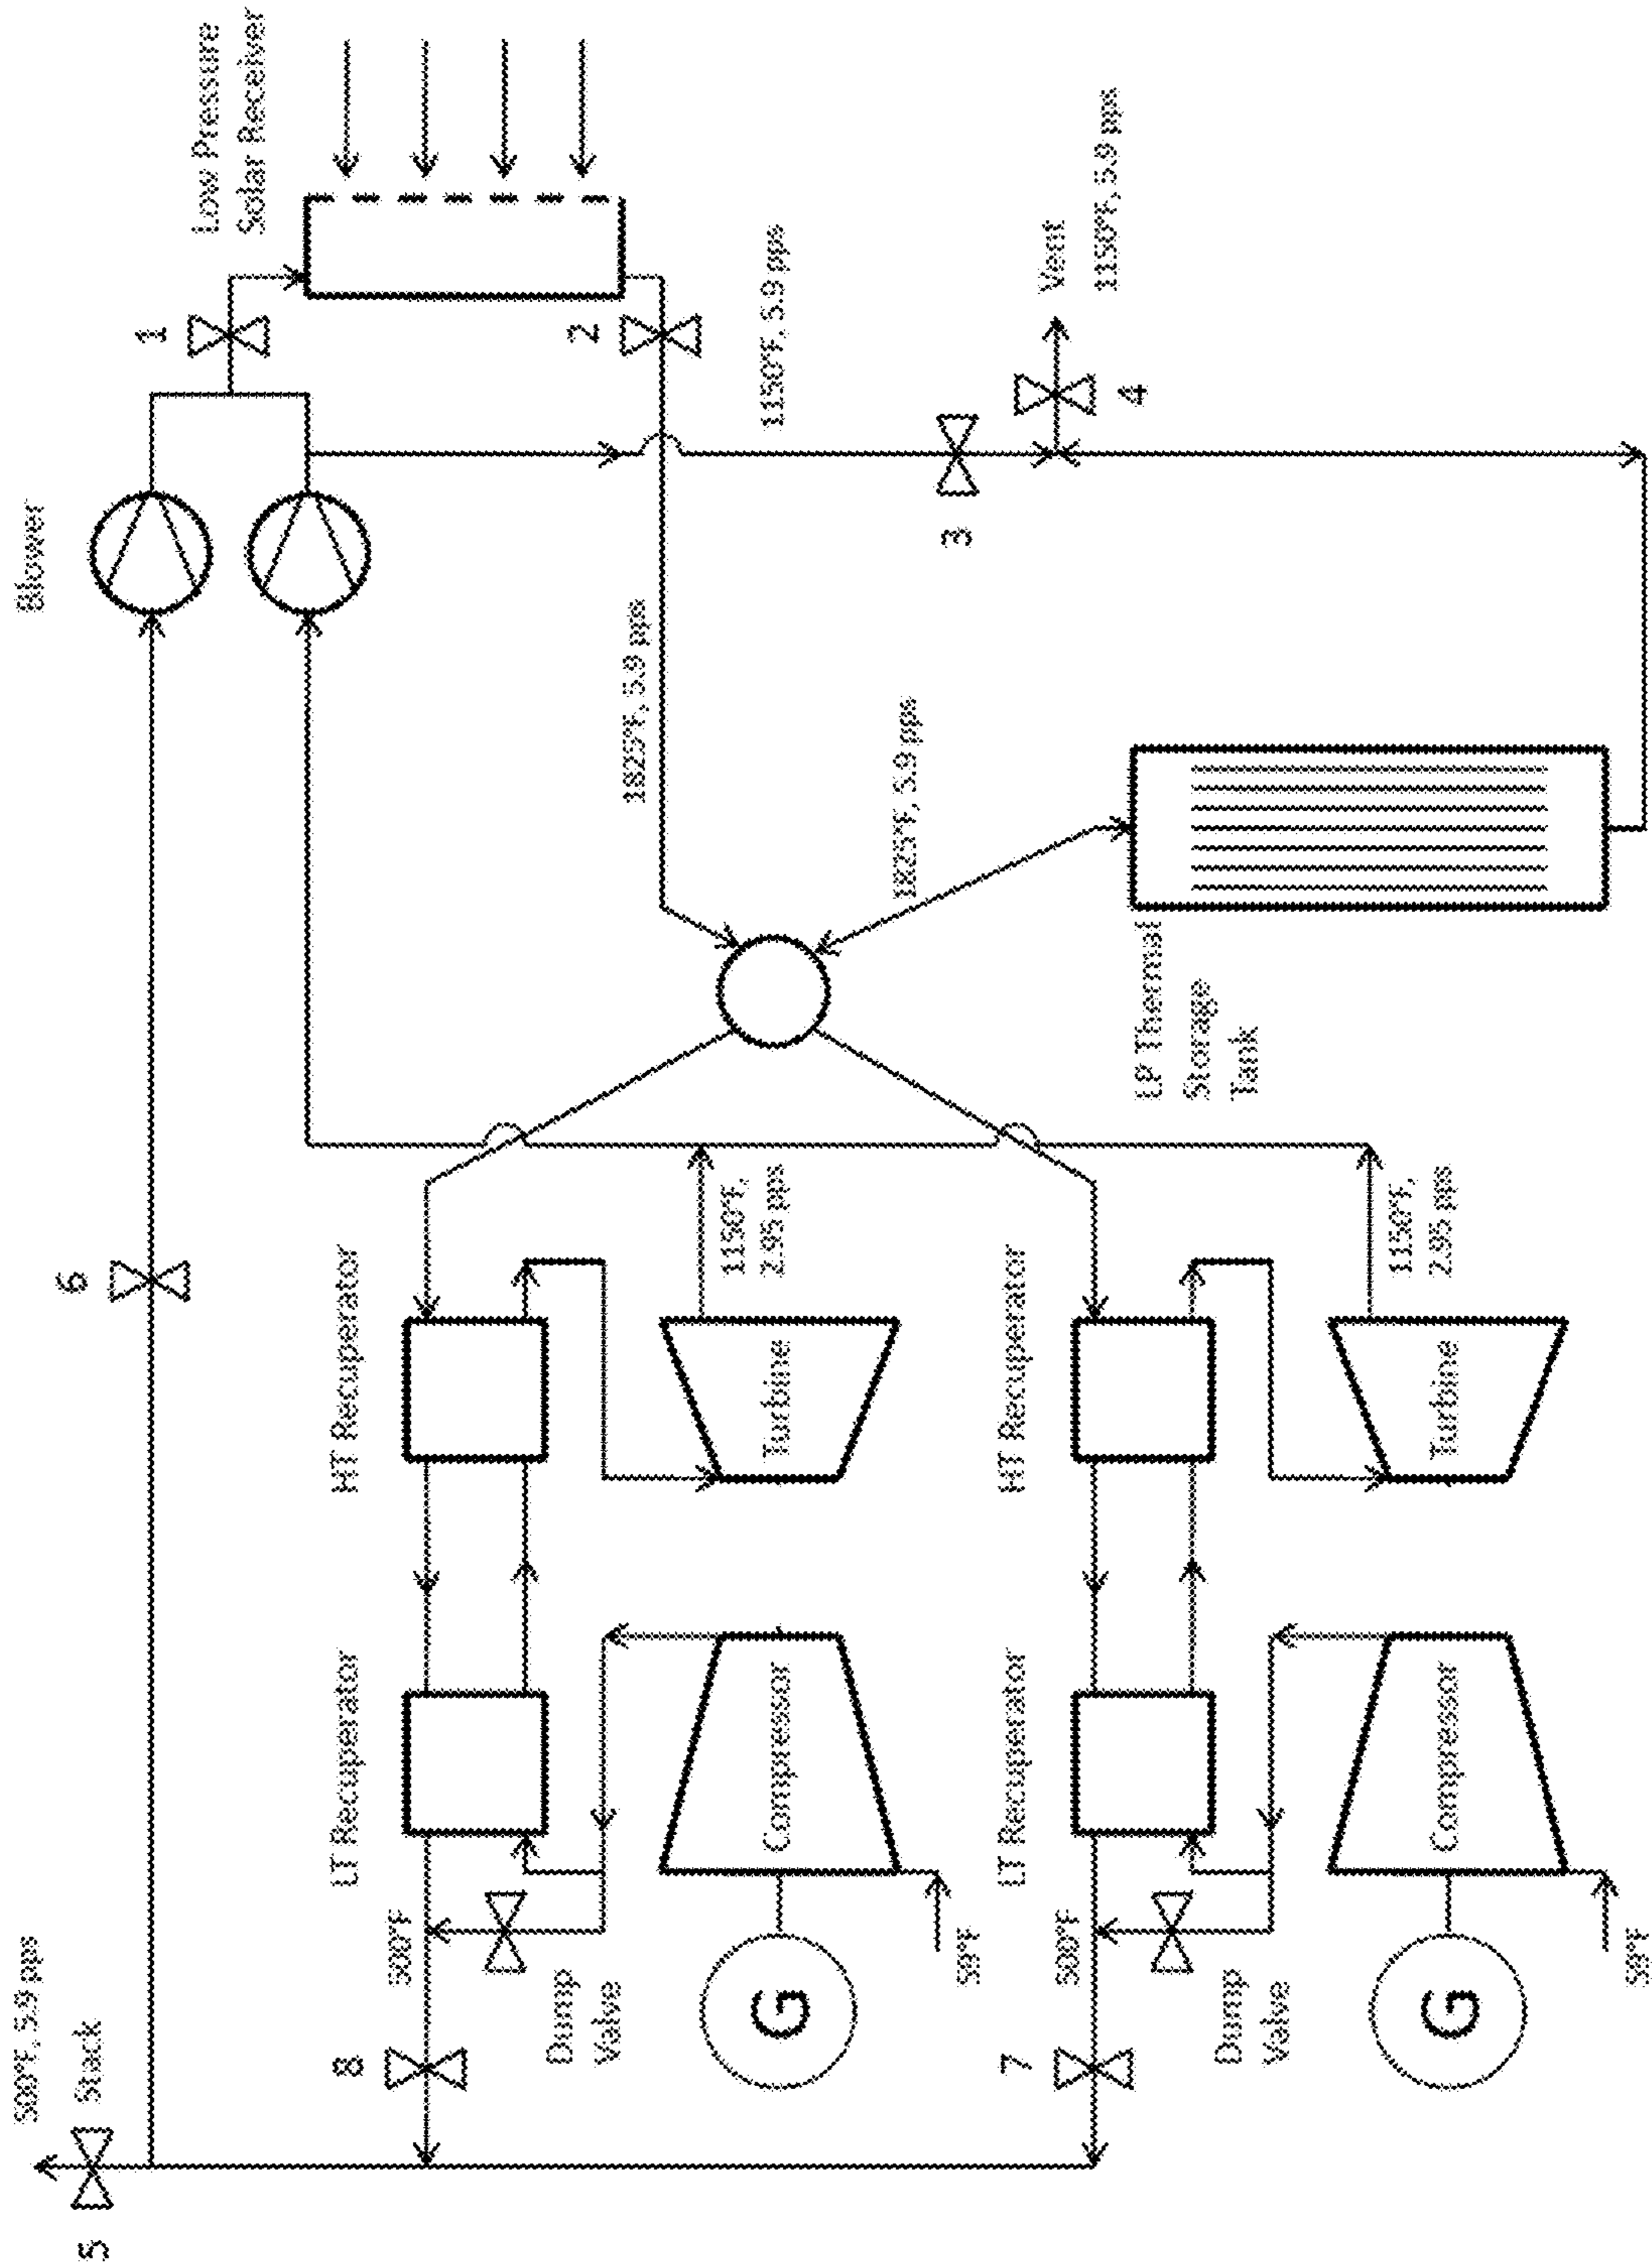 500°F, 5.9 pps
Stack
5
6
Blower
1
Low Pressure
Solar Receiver
2
1825°F, 5.9 pps
1150°F, 5.9 pps
3
4
Vent
1150°F, 5.9 pps
1825°F, 5.9 pps
LP Thermal
Storage
Tank
8
500°F
LT Recuperator
HT Recuperator
Dump
Valve
G
Compressor
Turbine
59°F
1150°F,
2.95 pps
7
500°F
LT Recuperator
HT Recuperator
Dump
Valve
G
Compressor
Turbine
59°F
1150°F,
2.95 pps